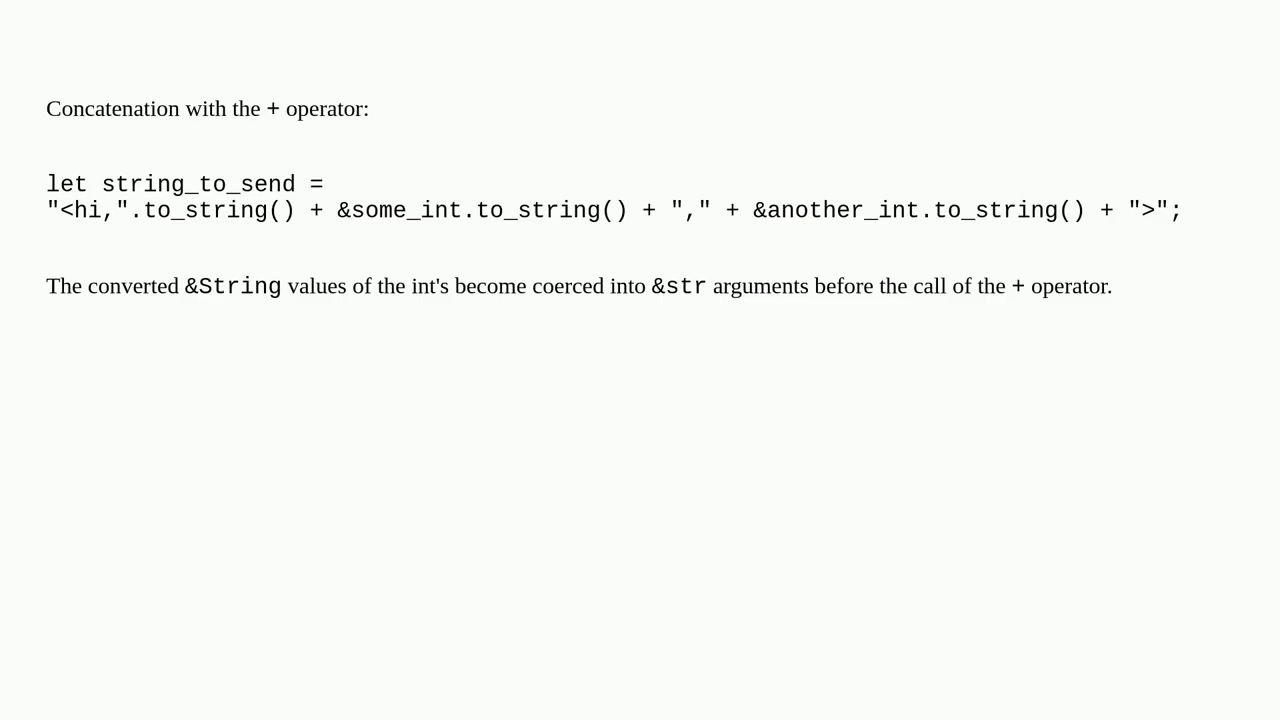 Concatenation with the + operator:
let string_to_send =
"<hi,".to_string() + &some_int.to_string() + "," + &another_int.to_string() + ">";
The converted &String values of the int's become coerced into &str arguments before the call of the + operator.